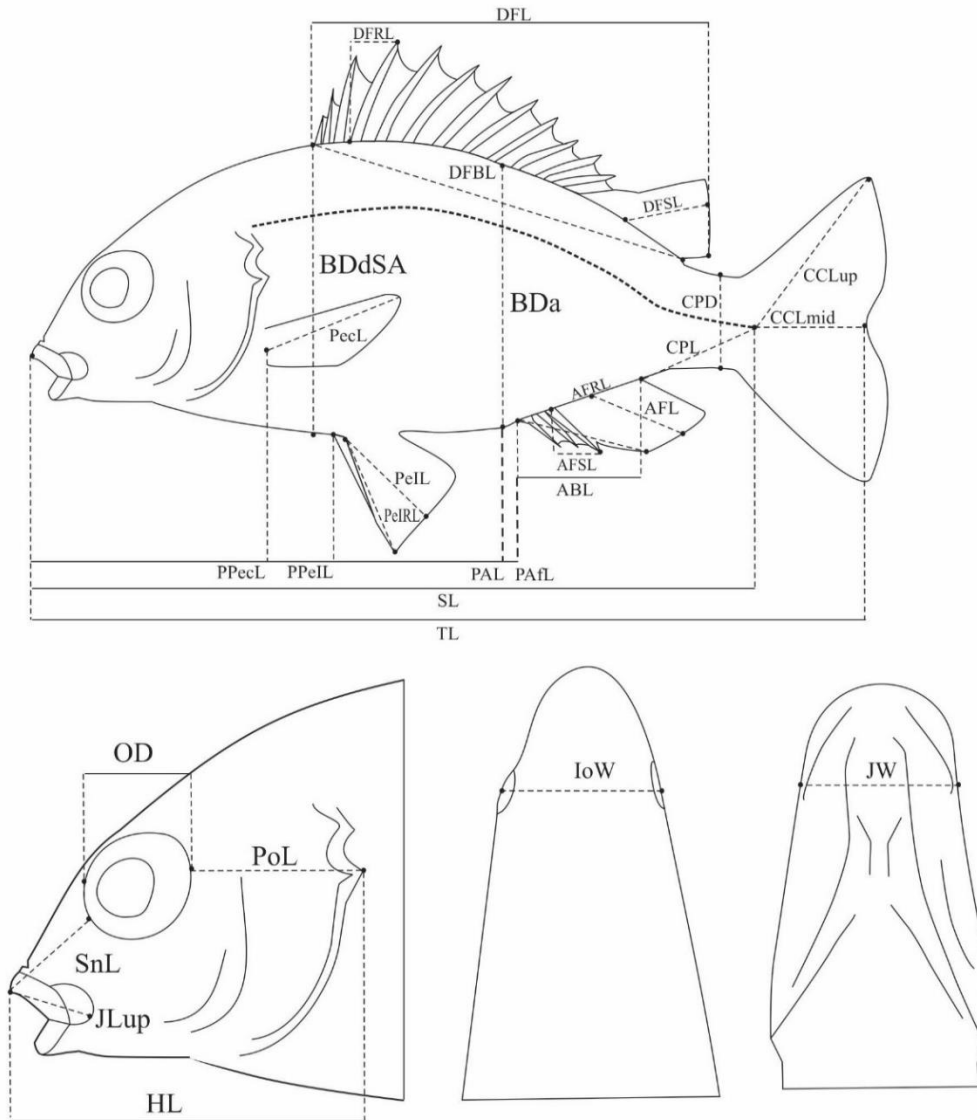 DFL
DFRL
DFBL
DFSL
BDdSA
BDa
CPD
CCLup
CCLmid
PecL
CPL
AFRL
AFL
AFSL
ABL
PelL
PelRL
PPecL PPelL PAL PAfL
SL
TL
OD
IoW
JW
PoL
SnL
JLup
HL